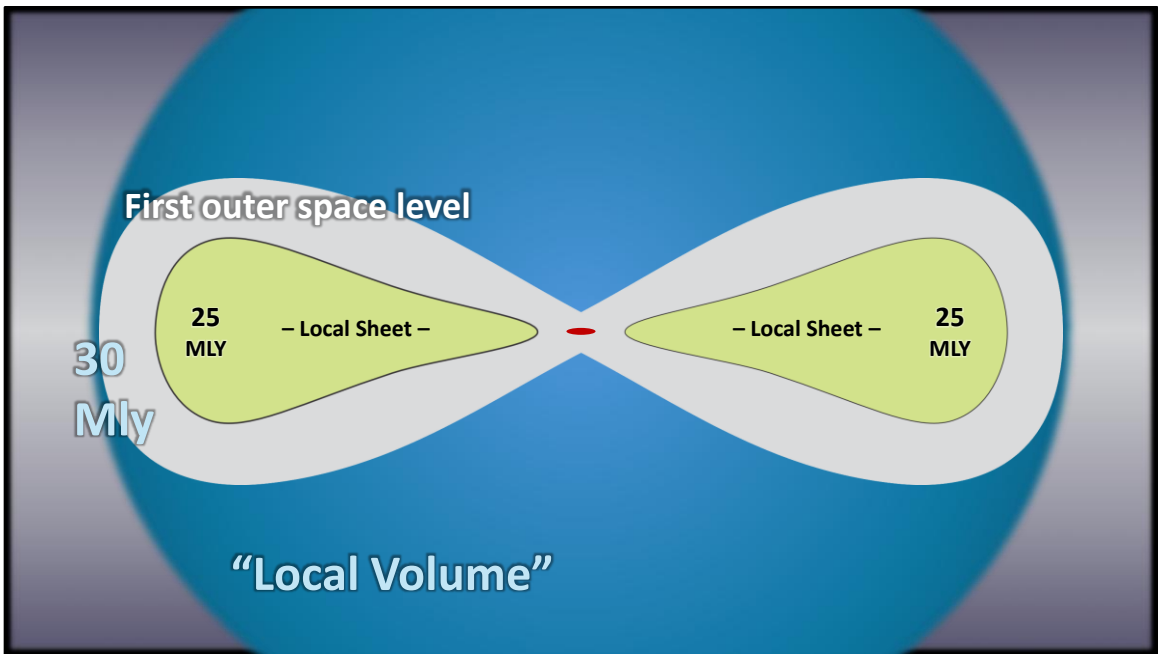 First outer space level
25
MLY
– Local Sheet –
– Local Sheet –
25
MLY
30
Mly
“Local Volume”